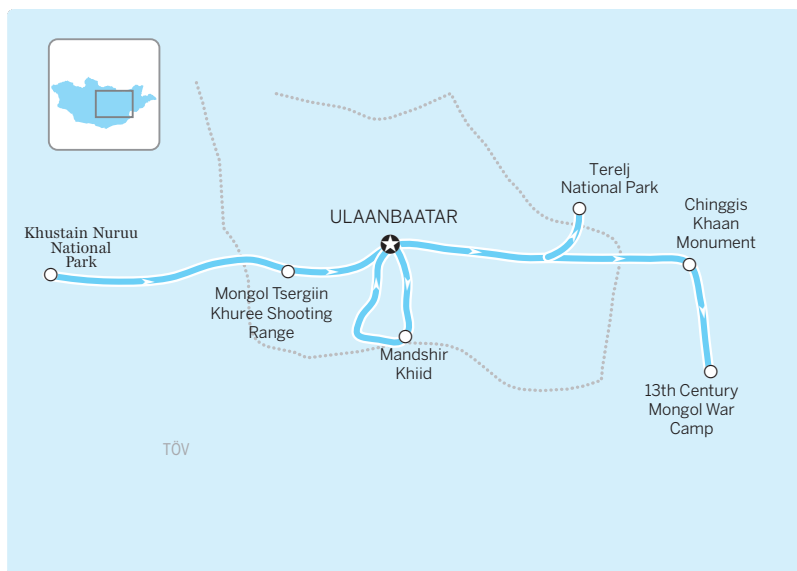 Terelj
National Park
Chinggis
Khaan
Monument
ULAANBAATAR
Khustain Nuruu
National
Park
Mongol Tsergiin
Khuree Shooting
Range
Mandshir
Khiid
13th Century
Mongol War
Camp
TÖV